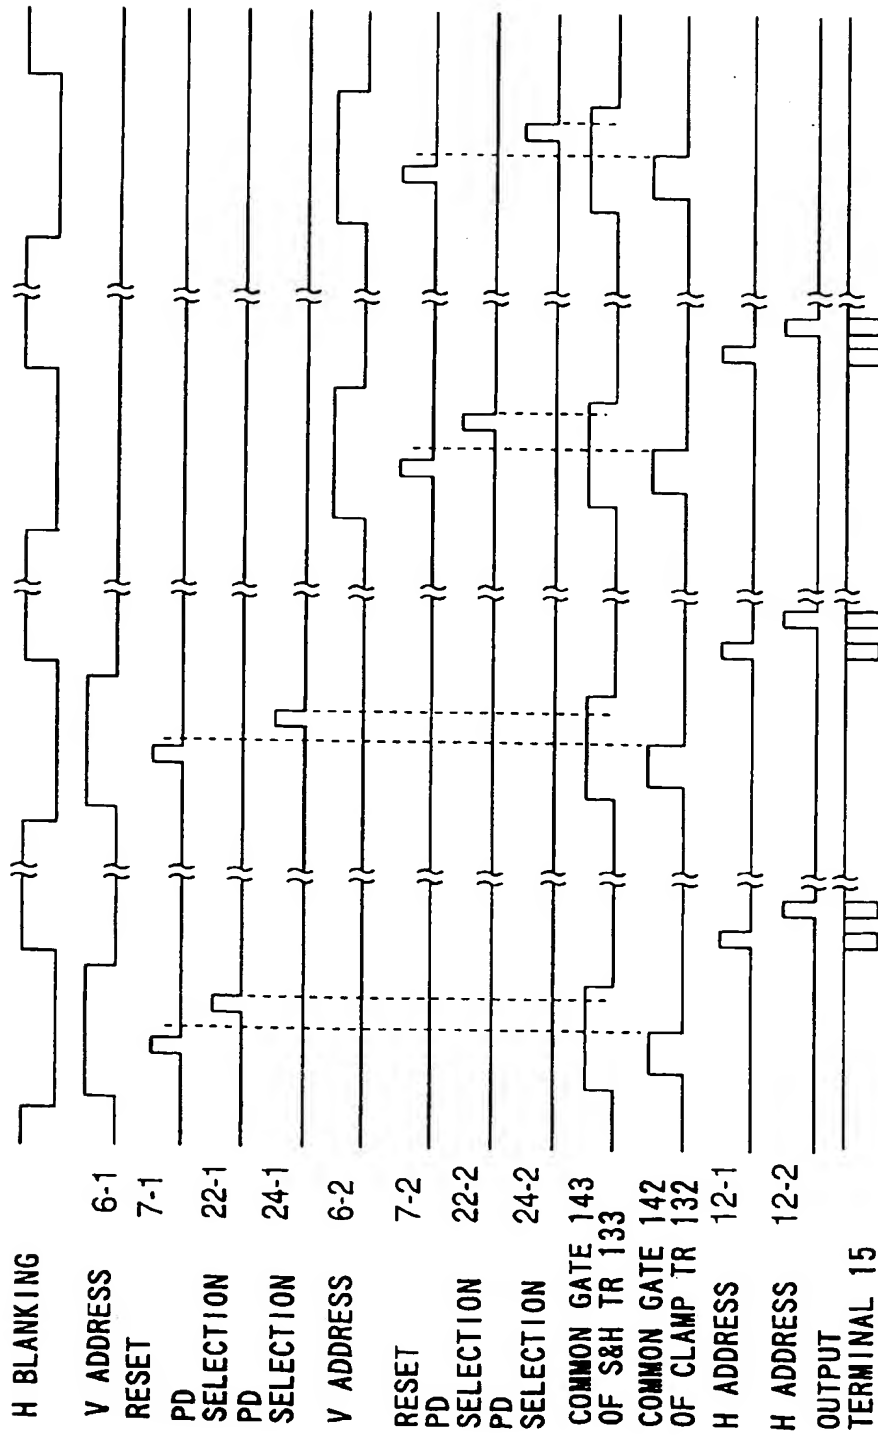 H BLANKING
V ADDRESS 6-1
RESET 7-1
PD
SELECTION 22-1
PD
SELECTION 24-1
V ADDRESS 6-2
RESET 7-2
PD
SELECTION 22-2
PD
SELECTION 24-2
COMMON GATE 143
OF S&H TR 133
COMMON GATE 142
OF CLAMP TR 132
H ADDRESS 12-1
H ADDRESS 12-2
OUTPUT
TERMINAL 15